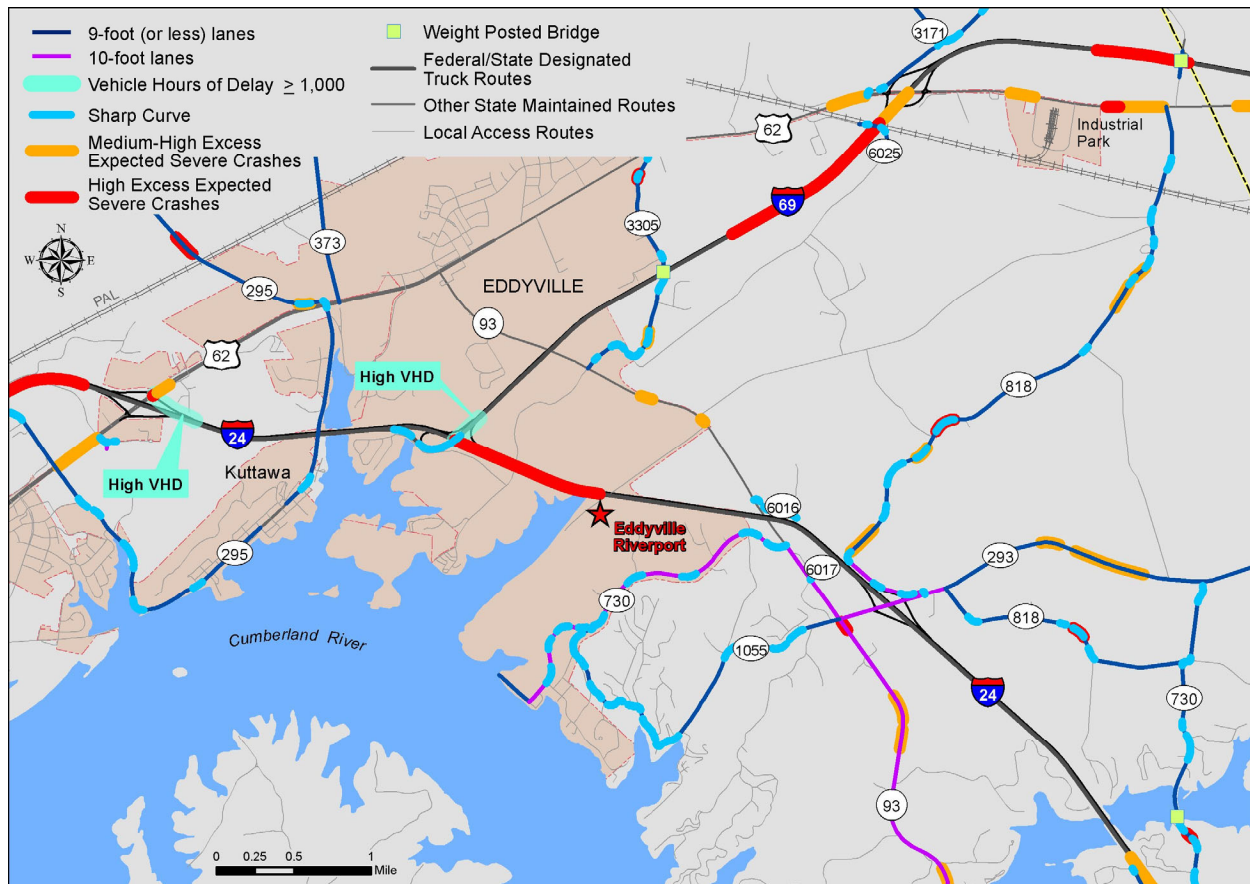 9-foot (or less) lanes
10-foot lanes
Vehicle Hours of Delay ≥ 1,000
Sharp Curve
Medium-High Excess
Expected Severe Crashes
High Excess Expected
Severe Crashes
Weight Posted Bridge
Federal/State Designated
Truck Routes
Other State Maintained Routes
Local Access Routes
N
W
E
S
3171
62
6025
Industrial
Park
69
3305
373
295
PAL
EDDYVILLE
93
62
High VHD
818
24
Kuttawa
High VHD
6016
Eddyville
Riverport
6017
293
295
730
818
Cumberland River
1055
24
730
93
0 0.25 0.5 1
Mile